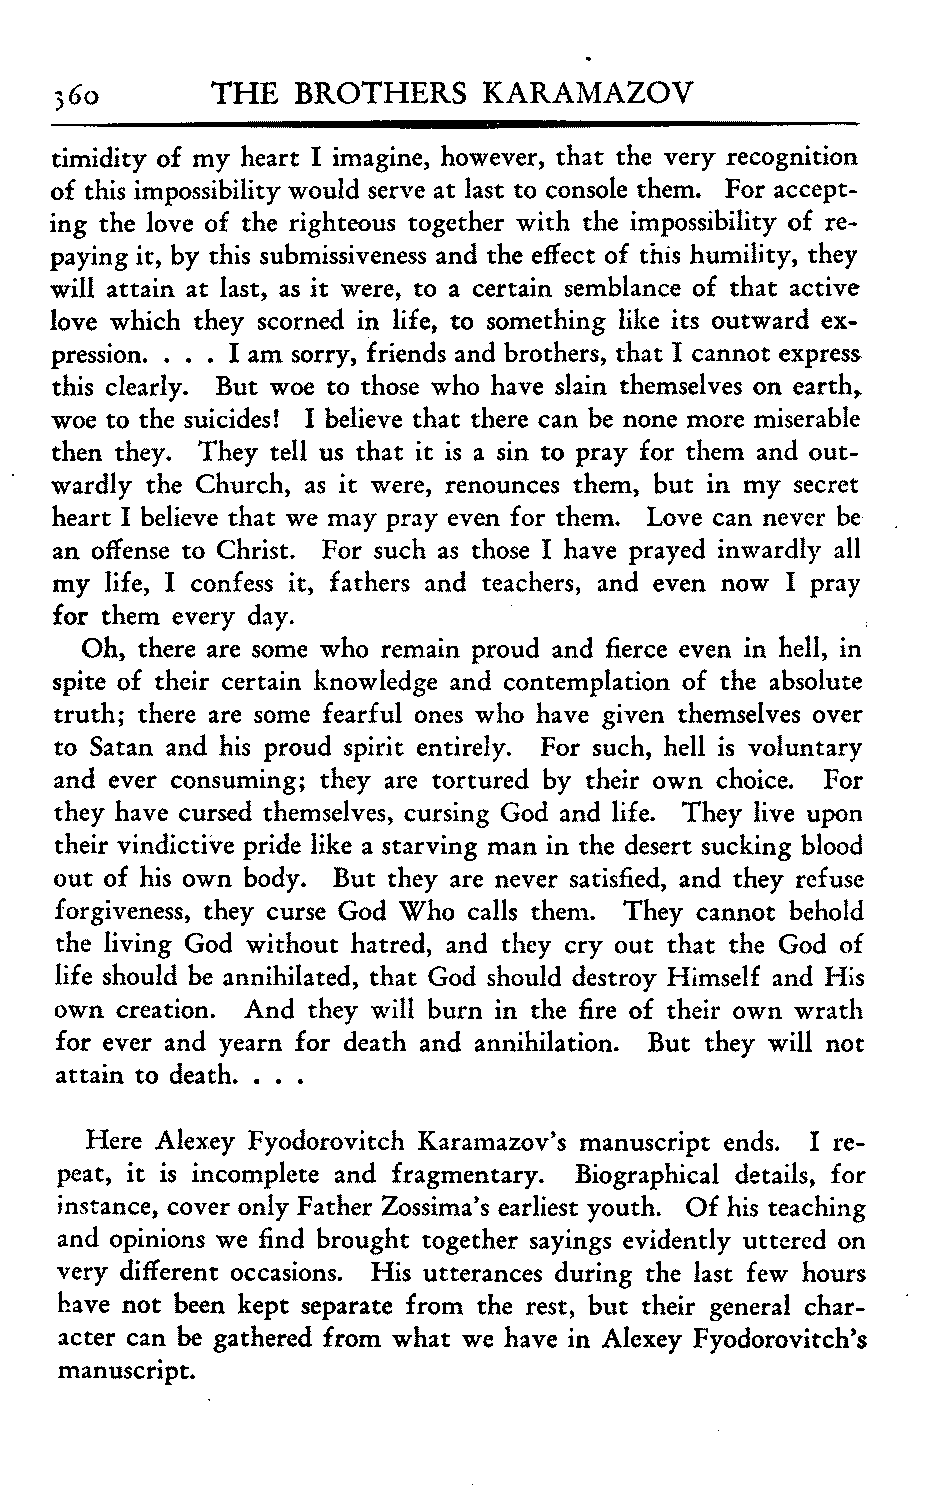 360 THE BROTHERS KARAMAZOV
timidity of my heart I imagine, however, that the very recognition
of this impossibility would serve at last to console them. For accept-
ing the love of the righteous together with the impossibility of re-
paying it, by this submissiveness and the effect of this humility, they
will attain at last, as it were, to a certain semblance of that active
love which they scorned in life, to something like its outward ex-
pression. . . . I am sorry, friends and brothers, that I cannot express
this clearly. But woe to those who have slain themselves on earth,
woe to the suicides! I believe that there can be none more miserable
then they. They tell us that it is a sin to pray for them and out-
wardly the Church, as it were, renounces them, but in my secret
heart I believe that we may pray even for them. Love can never be
an offense to Christ. For such as those I have prayed inwardly all
my life, I confess it, fathers and teachers, and even now I pray
for them every day.
Oh, there are some who remain proud and fierce even in hell, in
spite of their certain knowledge and contemplation of the absolute
truth; there are some fearful ones who have given themselves over
to Satan and his proud spirit entirely. For such, hell is voluntary
and ever consuming; they are tortured by their own choice. For
they have cursed themselves, cursing God and life. They live upon
their vindictive pride like a starving man in the desert sucking blood
out of his own body. But they are never satisfied, and they refuse
forgiveness, they curse God Who calls them. They cannot behold
the living God without hatred, and they cry out that the God of
life should be annihilated, that God should destroy Himself and His
own creation. And they will burn in the fire of their own wrath
for ever and yearn for death and annihilation. But they will not
attain to death. . . .
Here Alexey Fyodorovitch Karamazov's manuscript ends. I re-
peat, it is incomplete and fragmentary. Biographical details, for
instance, cover only Father Zossima's earliest youth. Of his teaching
and opinions we find brought together sayings evidently uttered on
very different occasions. His utterances during the last few hours
have not been kept separate from the rest, but their general char-
acter can be gathered from what we have in Alexey Fyodorovitch's
manuscript.